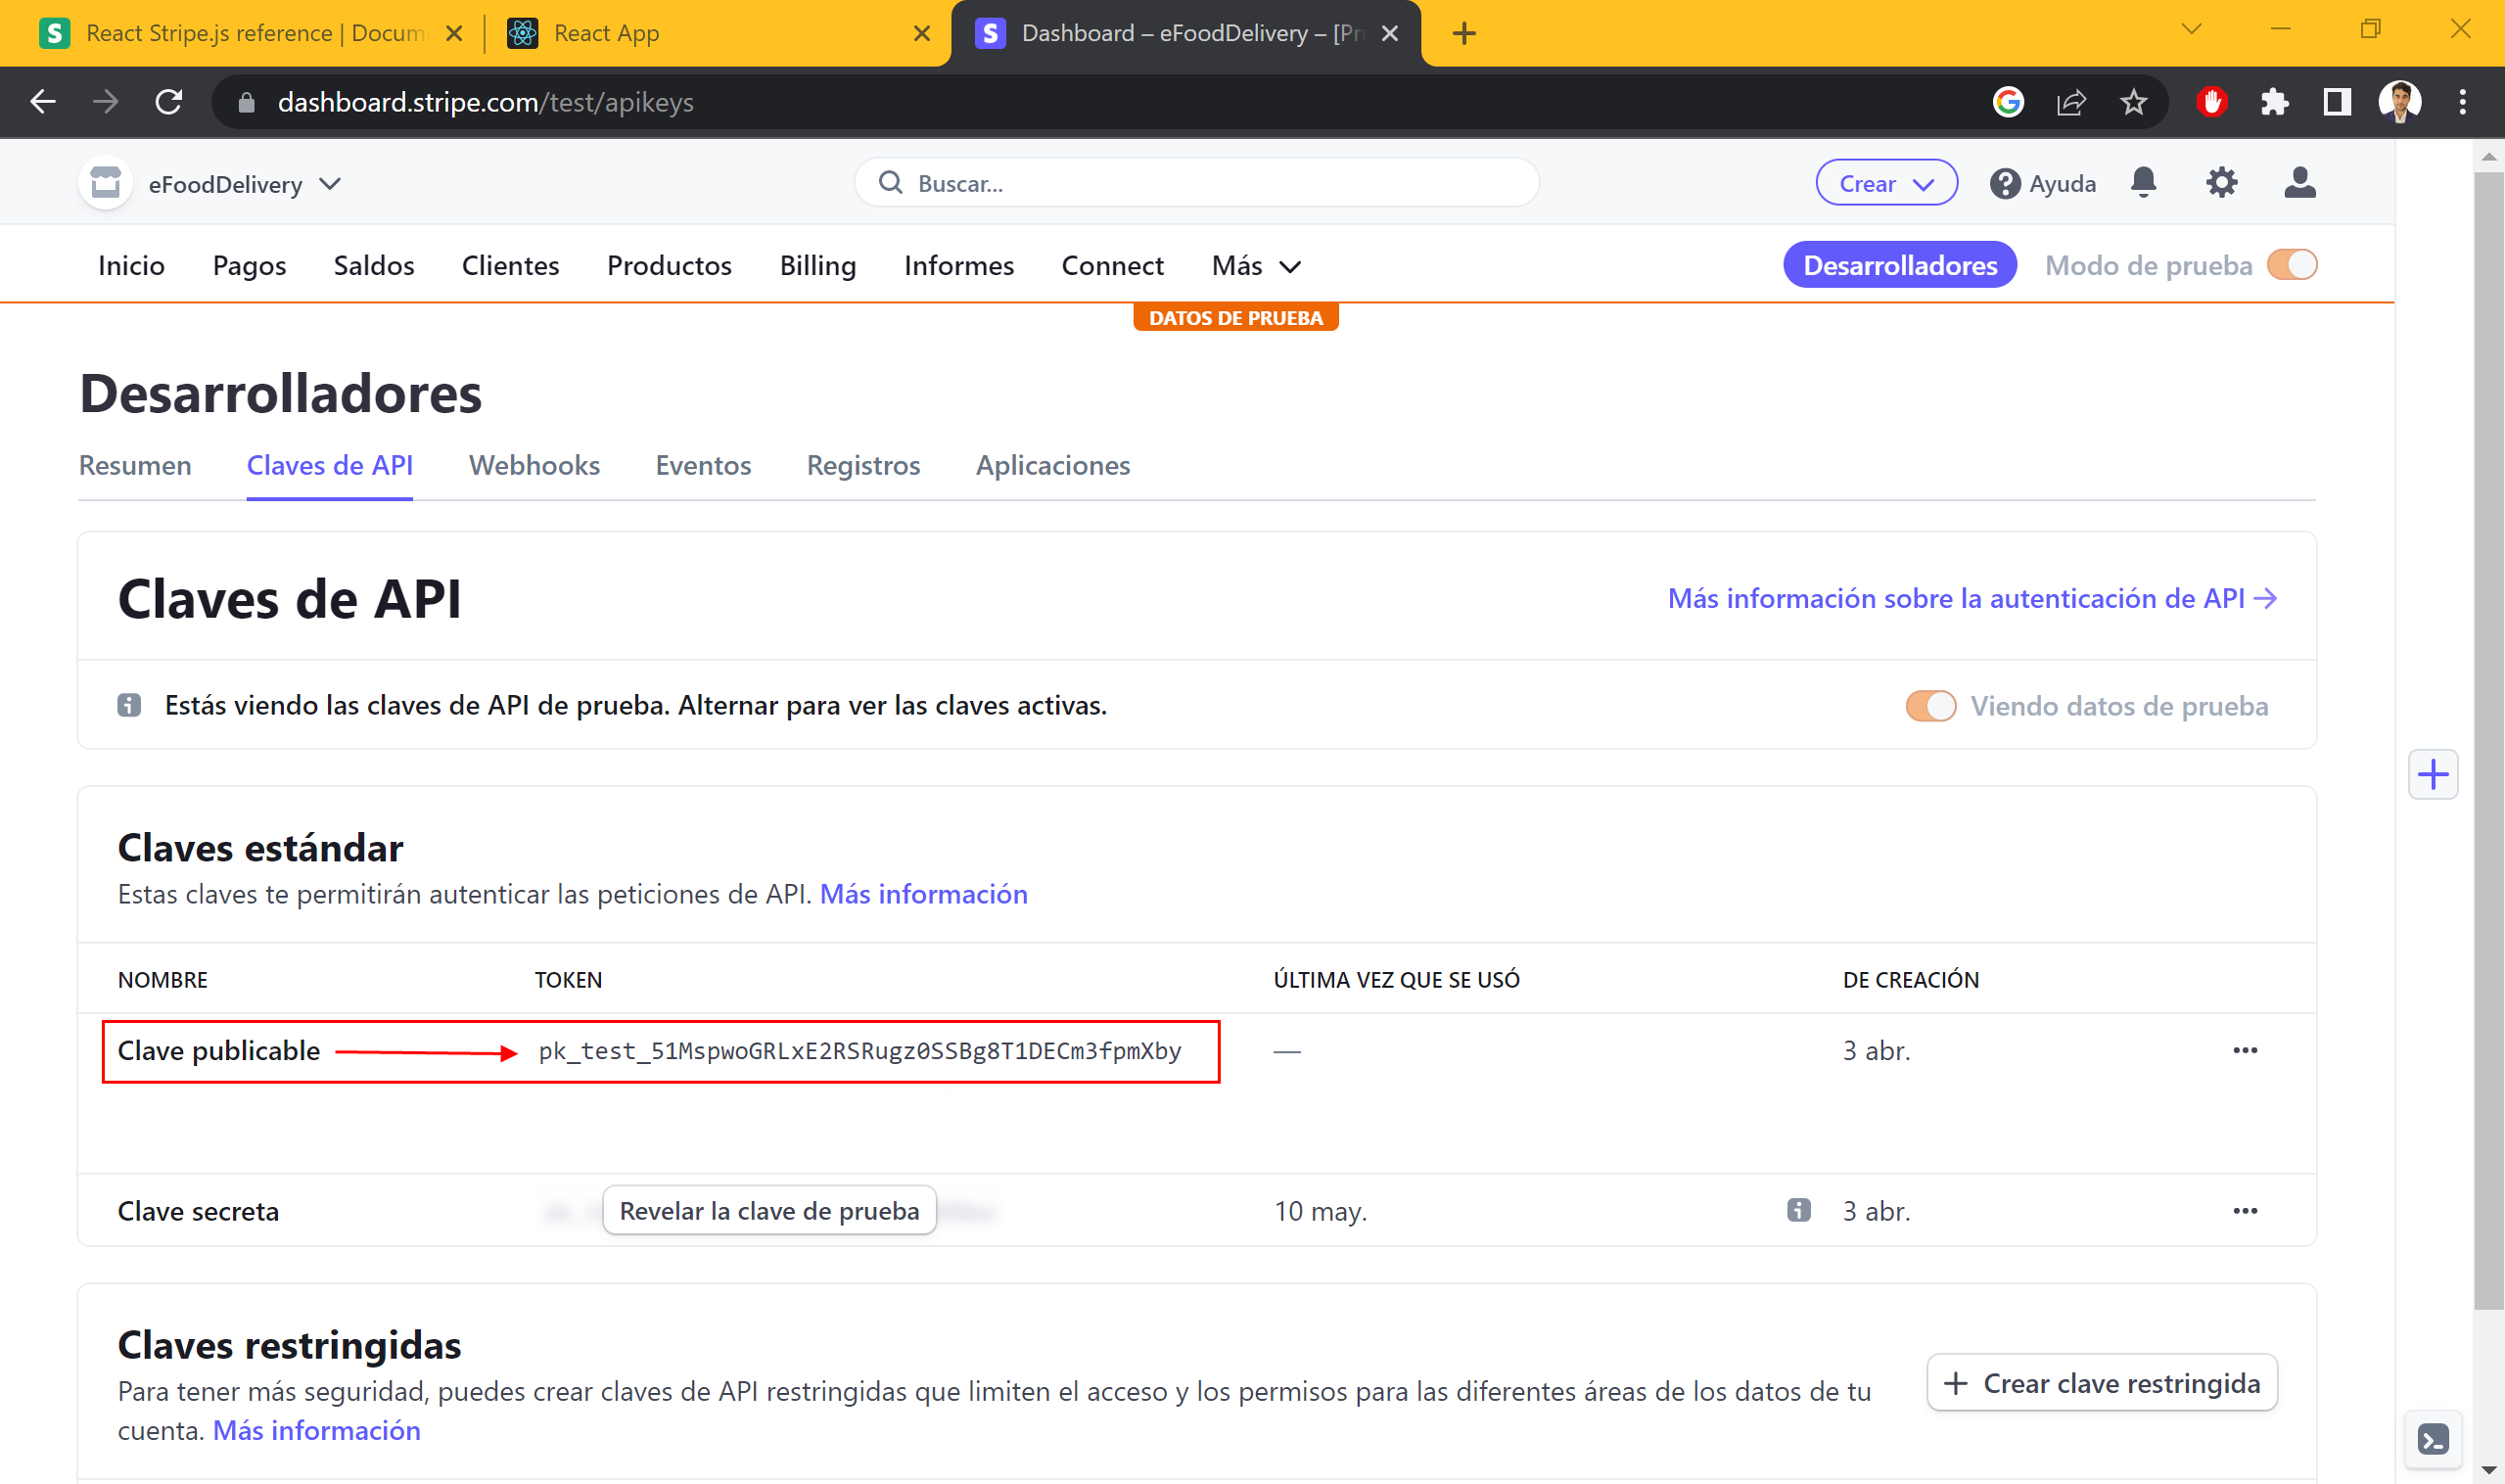 React Stripe.js reference | Docum
React App
Dashboard – eFoodDelivery – [Pr
dashboard.stripe.com/test/apikeys
eFoodDelivery
Buscar...
Crear
Ayuda
Inicio Pagos Saldos Clientes Productos Billing Informes Connect Más
Desarrolladores
Modo de prueba
DATOS DE PRUEBA
Desarrolladores
Resumen Claves de API Webhooks Eventos Registros Aplicaciones
Claves de API
Más información sobre la autenticación de API
Estás viendo las claves de API de prueba. Alternar para ver las claves activas.
Viendo datos de prueba
Claves estándar
Estas claves te permitirán autenticar las peticiones de API. Más información
NOMBRE TOKEN ÚLTIMA VEZ QUE SE USÓ DE CREACIÓN
Clave publicable pk_test_51MspwoGRLxE2RSRugz0SSBg8T1DECm3fpmXby — 3 abr.
Clave secreta Revelar la clave de prueba 10 may. 3 abr.
Claves restringidas
Para tener más seguridad, puedes crear claves de API restringidas que limiten el acceso y los permisos para las diferentes áreas de los datos de tu
cuenta. Más información
Crear clave restringida